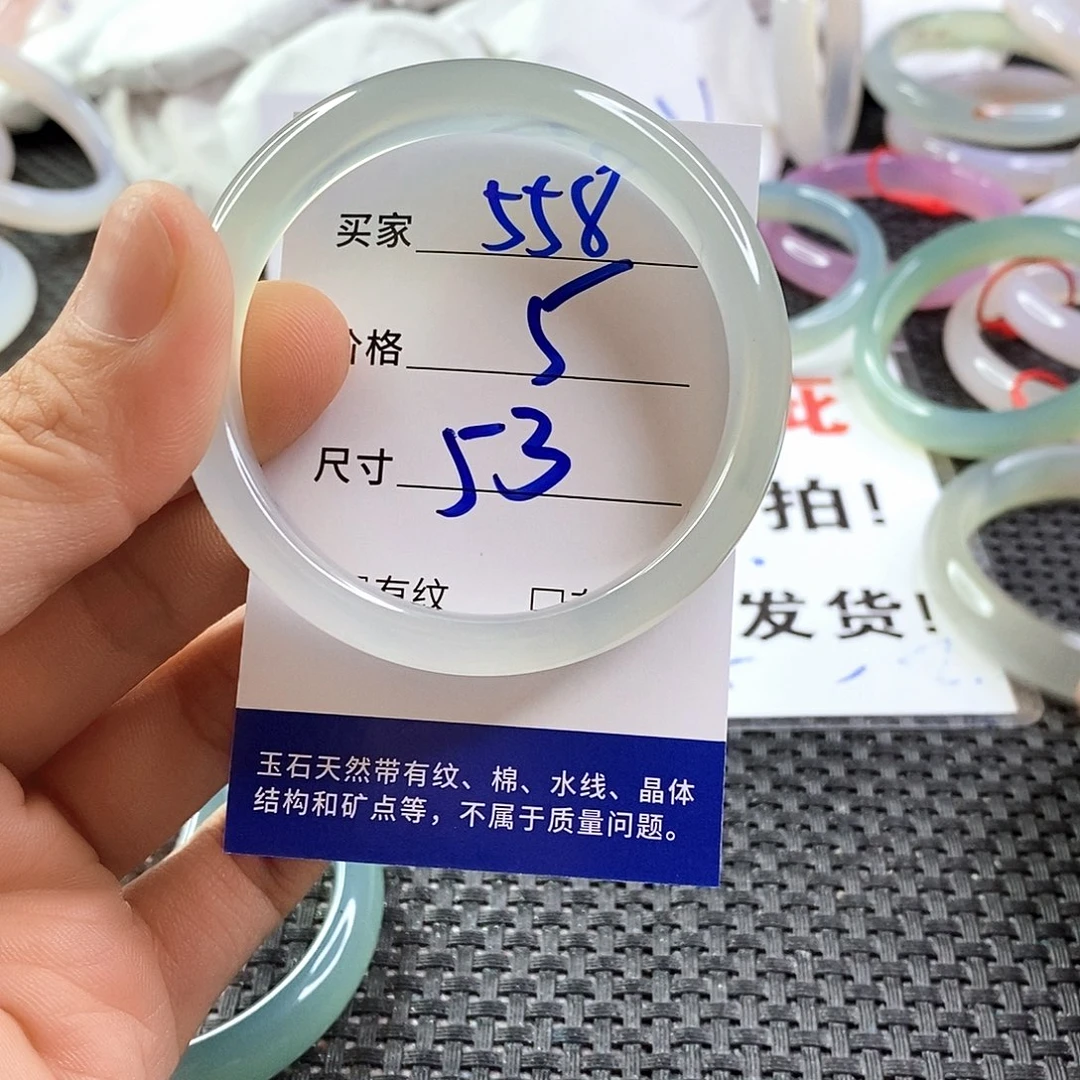 买家 558
价格 5
尺寸 53
有纹
玉石天然带有纹、棉、水线、晶体
结构和矿点等，不属于质量问题。
拍！
发货！